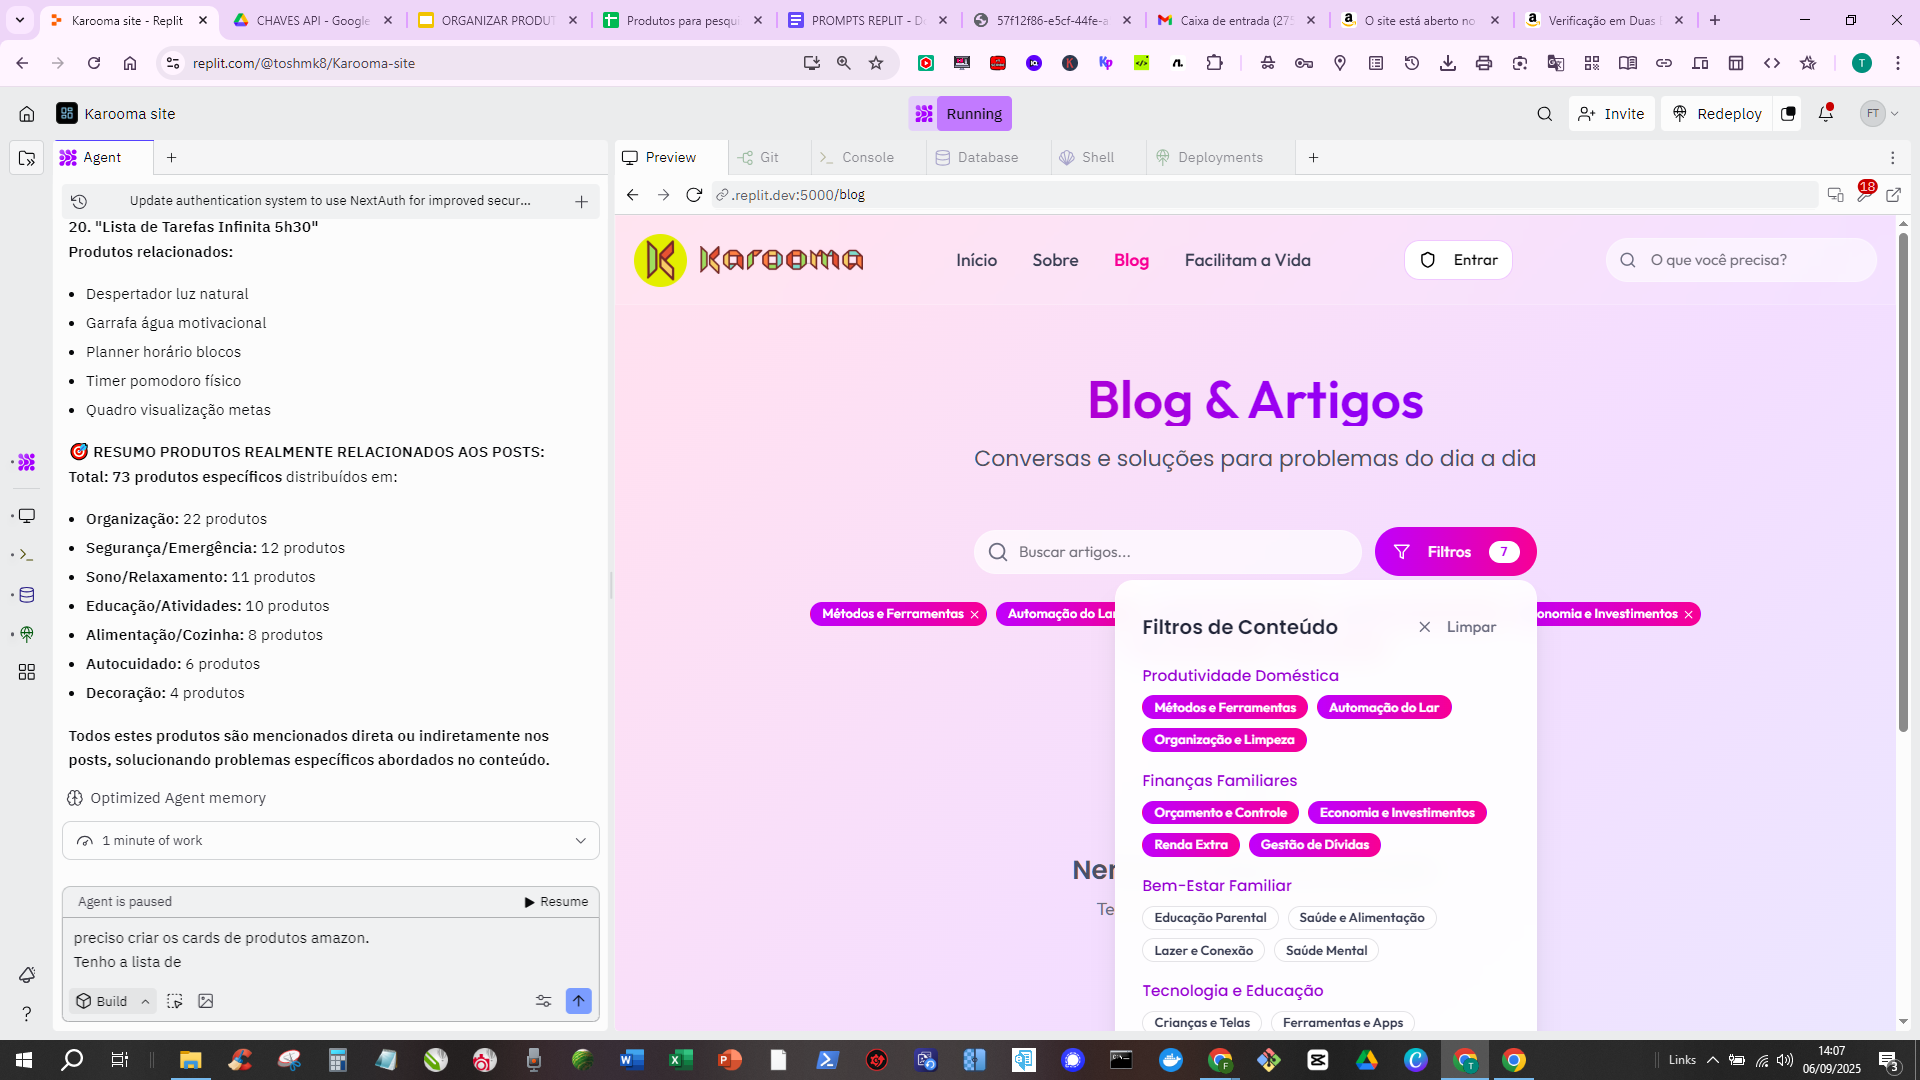 Karooma site - Replit
CHAVES API - Google
ORGANIZAR PRODUT
Produtos para pesqui
PROMPTS REPLIT - Do
57f12f86-e5cf-44fe-a
Caixa de entrada (275
O site está aberto no
Verificação em Duas
replit.com/@toshmk8/Karooma-site
T
Karooma site
Running
Invite
Redeploy
FT
Agent
Preview
Git
Console
Database
Shell
Deployments
Update authentication system to use NextAuth for improved secur...
.replit.dev:5000/blog
18
20. "Lista de Tarefas Infinita 5h30"
Produtos relacionados:
Despertador luz natural
Garrafa água motivacional
Planner horário blocos
Timer pomodoro físico
Quadro visualização metas
RESUMO PRODUTOS REALMENTE RELACIONADOS AOS POSTS:
Total: 73 produtos específicos distribuídos em:
Organização: 22 produtos
Segurança/Emergência: 12 produtos
Sono/Relaxamento: 11 produtos
Educação/Atividades: 10 produtos
Alimentação/Cozinha: 8 produtos
Autocuidado: 6 produtos
Decoração: 4 produtos
Todos estes produtos são mencionados direta ou indiretamente nos
posts, solucionando problemas específicos abordados no conteúdo.
Optimized Agent memory
1 minute of work
Agent is paused
Resume
preciso criar os cards de produtos amazon.
Tenho a lista de
Build
Karooma
Início
Sobre
Blog
Facilitam a Vida
Entrar
O que você precisa?
Blog & Artigos
Conversas e soluções para problemas do dia a dia
Buscar artigos...
Filtros 7
Métodos e Ferramentas
Automação do Lar
onomia e Investimentos
Filtros de Conteúdo
Limpar
Produtividade Doméstica
Métodos e Ferramentas
Automação do Lar
Organização e Limpeza
Finanças Familiares
Orçamento e Controle
Economia e Investimentos
Renda Extra
Gestão de Dívidas
Ner
Te
Bem-Estar Familiar
Educação Parental
Saúde e Alimentação
Lazer e Conexão
Saúde Mental
Tecnologia e Educação
Crianças e Telas
Ferramentas e Apps
Links
14:07
06/09/2025
3